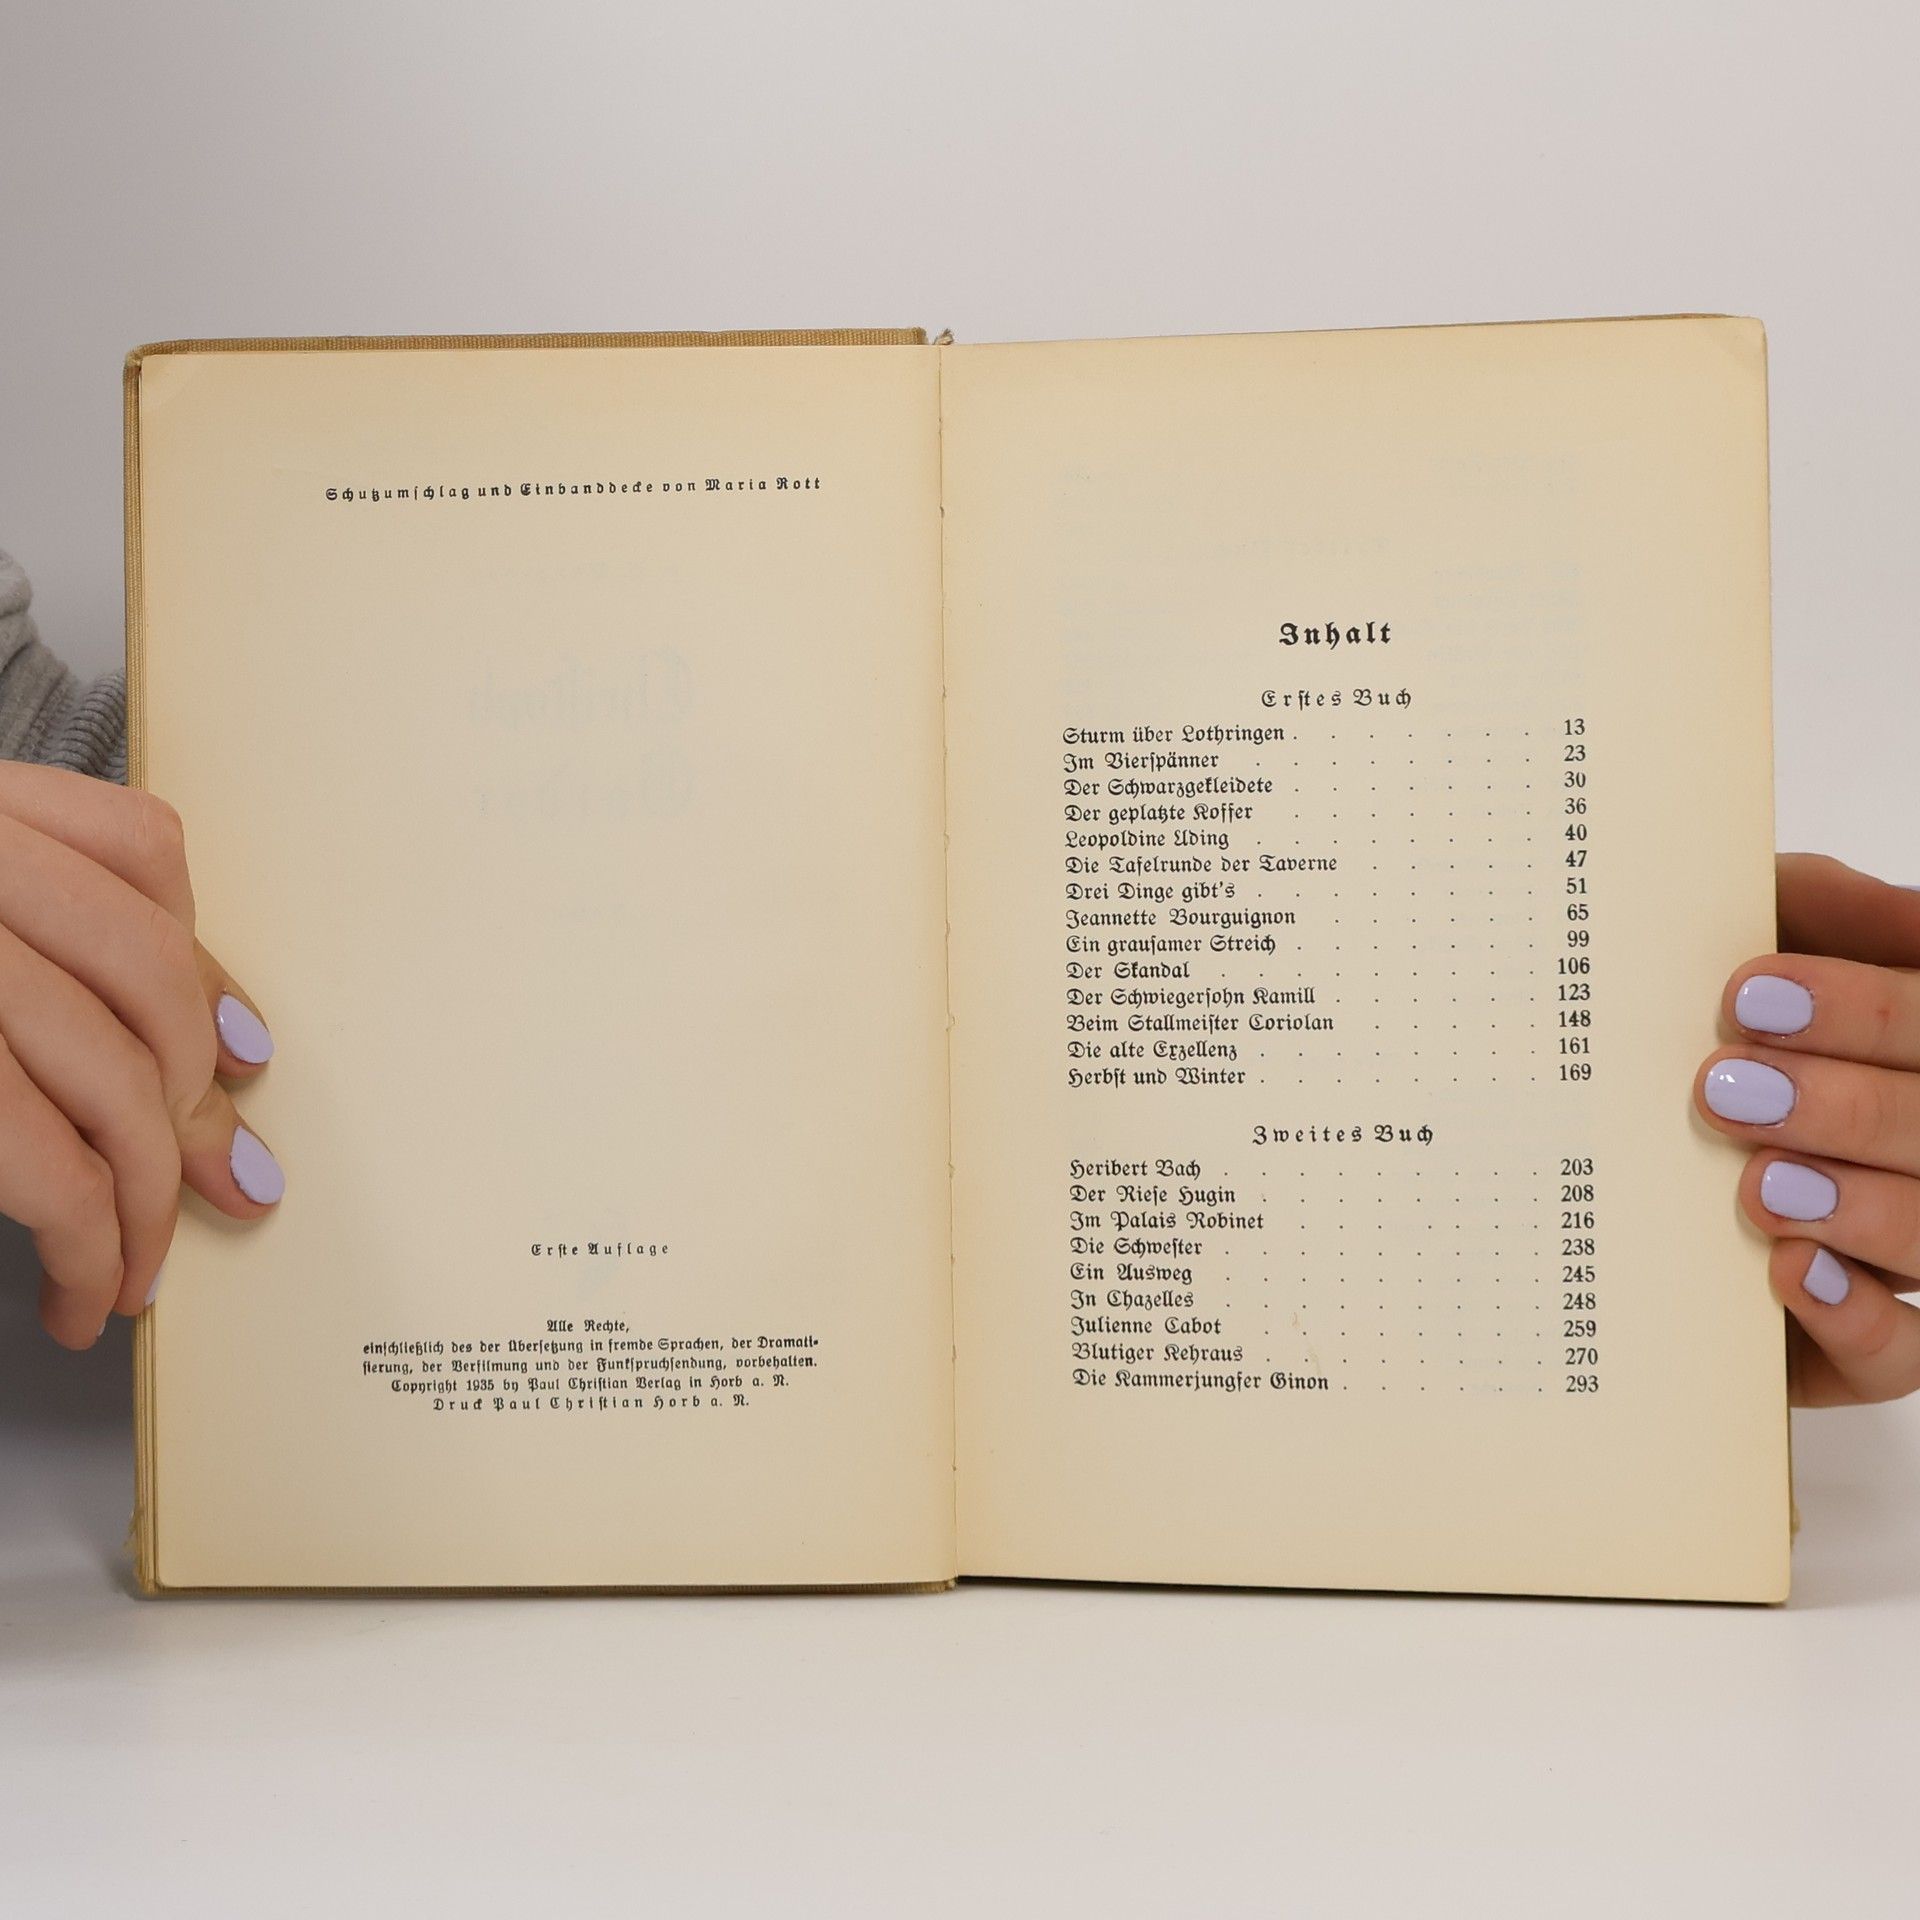 Schutzumschlag und Einbanddecke von Maria Rott
Erste Auflage
Alle Rechte,
einschließlich des der Übersetzung in fremde Sprachen, der Dramati-
sierung, der Verfilmung und der Funkspruchsendung, vorbehalten.
Copyright 1935 by Paul Christian Verlag in Horb a. N.
Druck Paul Christian Horb a. N.
Inhalt
Erstes Buch
Sturm über Lothringen . . . . . . . 13
Im Vierspänner . . . . . . . . 23
Der Schwarzgekleidete . . . . . . . 30
Der geplatzte Koffer . . . . . . . 36
Leopoldine Uding . . . . . . . . 40
Die Tafelrunde der Taverne . . . . . 47
Drei Dinge gibt's . . . . . . . . 51
Jeannette Bourguignon . . . . . . 65
Ein grausamer Streich . . . . . . . 99
Der Skandal . . . . . . . . . 106
Der Schwiegersohn Kamill . . . . . . 123
Beim Stallmeister Coriolan . . . . . 148
Die alte Exzellenz . . . . . . . . 161
Herbst und Winter . . . . . . . . 169
Zweites Buch
Heribert Bach . . . . . . . . . 203
Der Riese Hugin . . . . . . . . 208
Im Palais Robinet . . . . . . . 216
Die Schwester . . . . . . . . . 238
Ein Ausweg . . . . . . . . . 245
In Chazelles . . . . . . . . . 248
Julienne Cabot . . . . . . . . 259
Blutiger Kehraus . . . . . . . . 270
Die Kammerjungfer Ginon . . . . . . 293